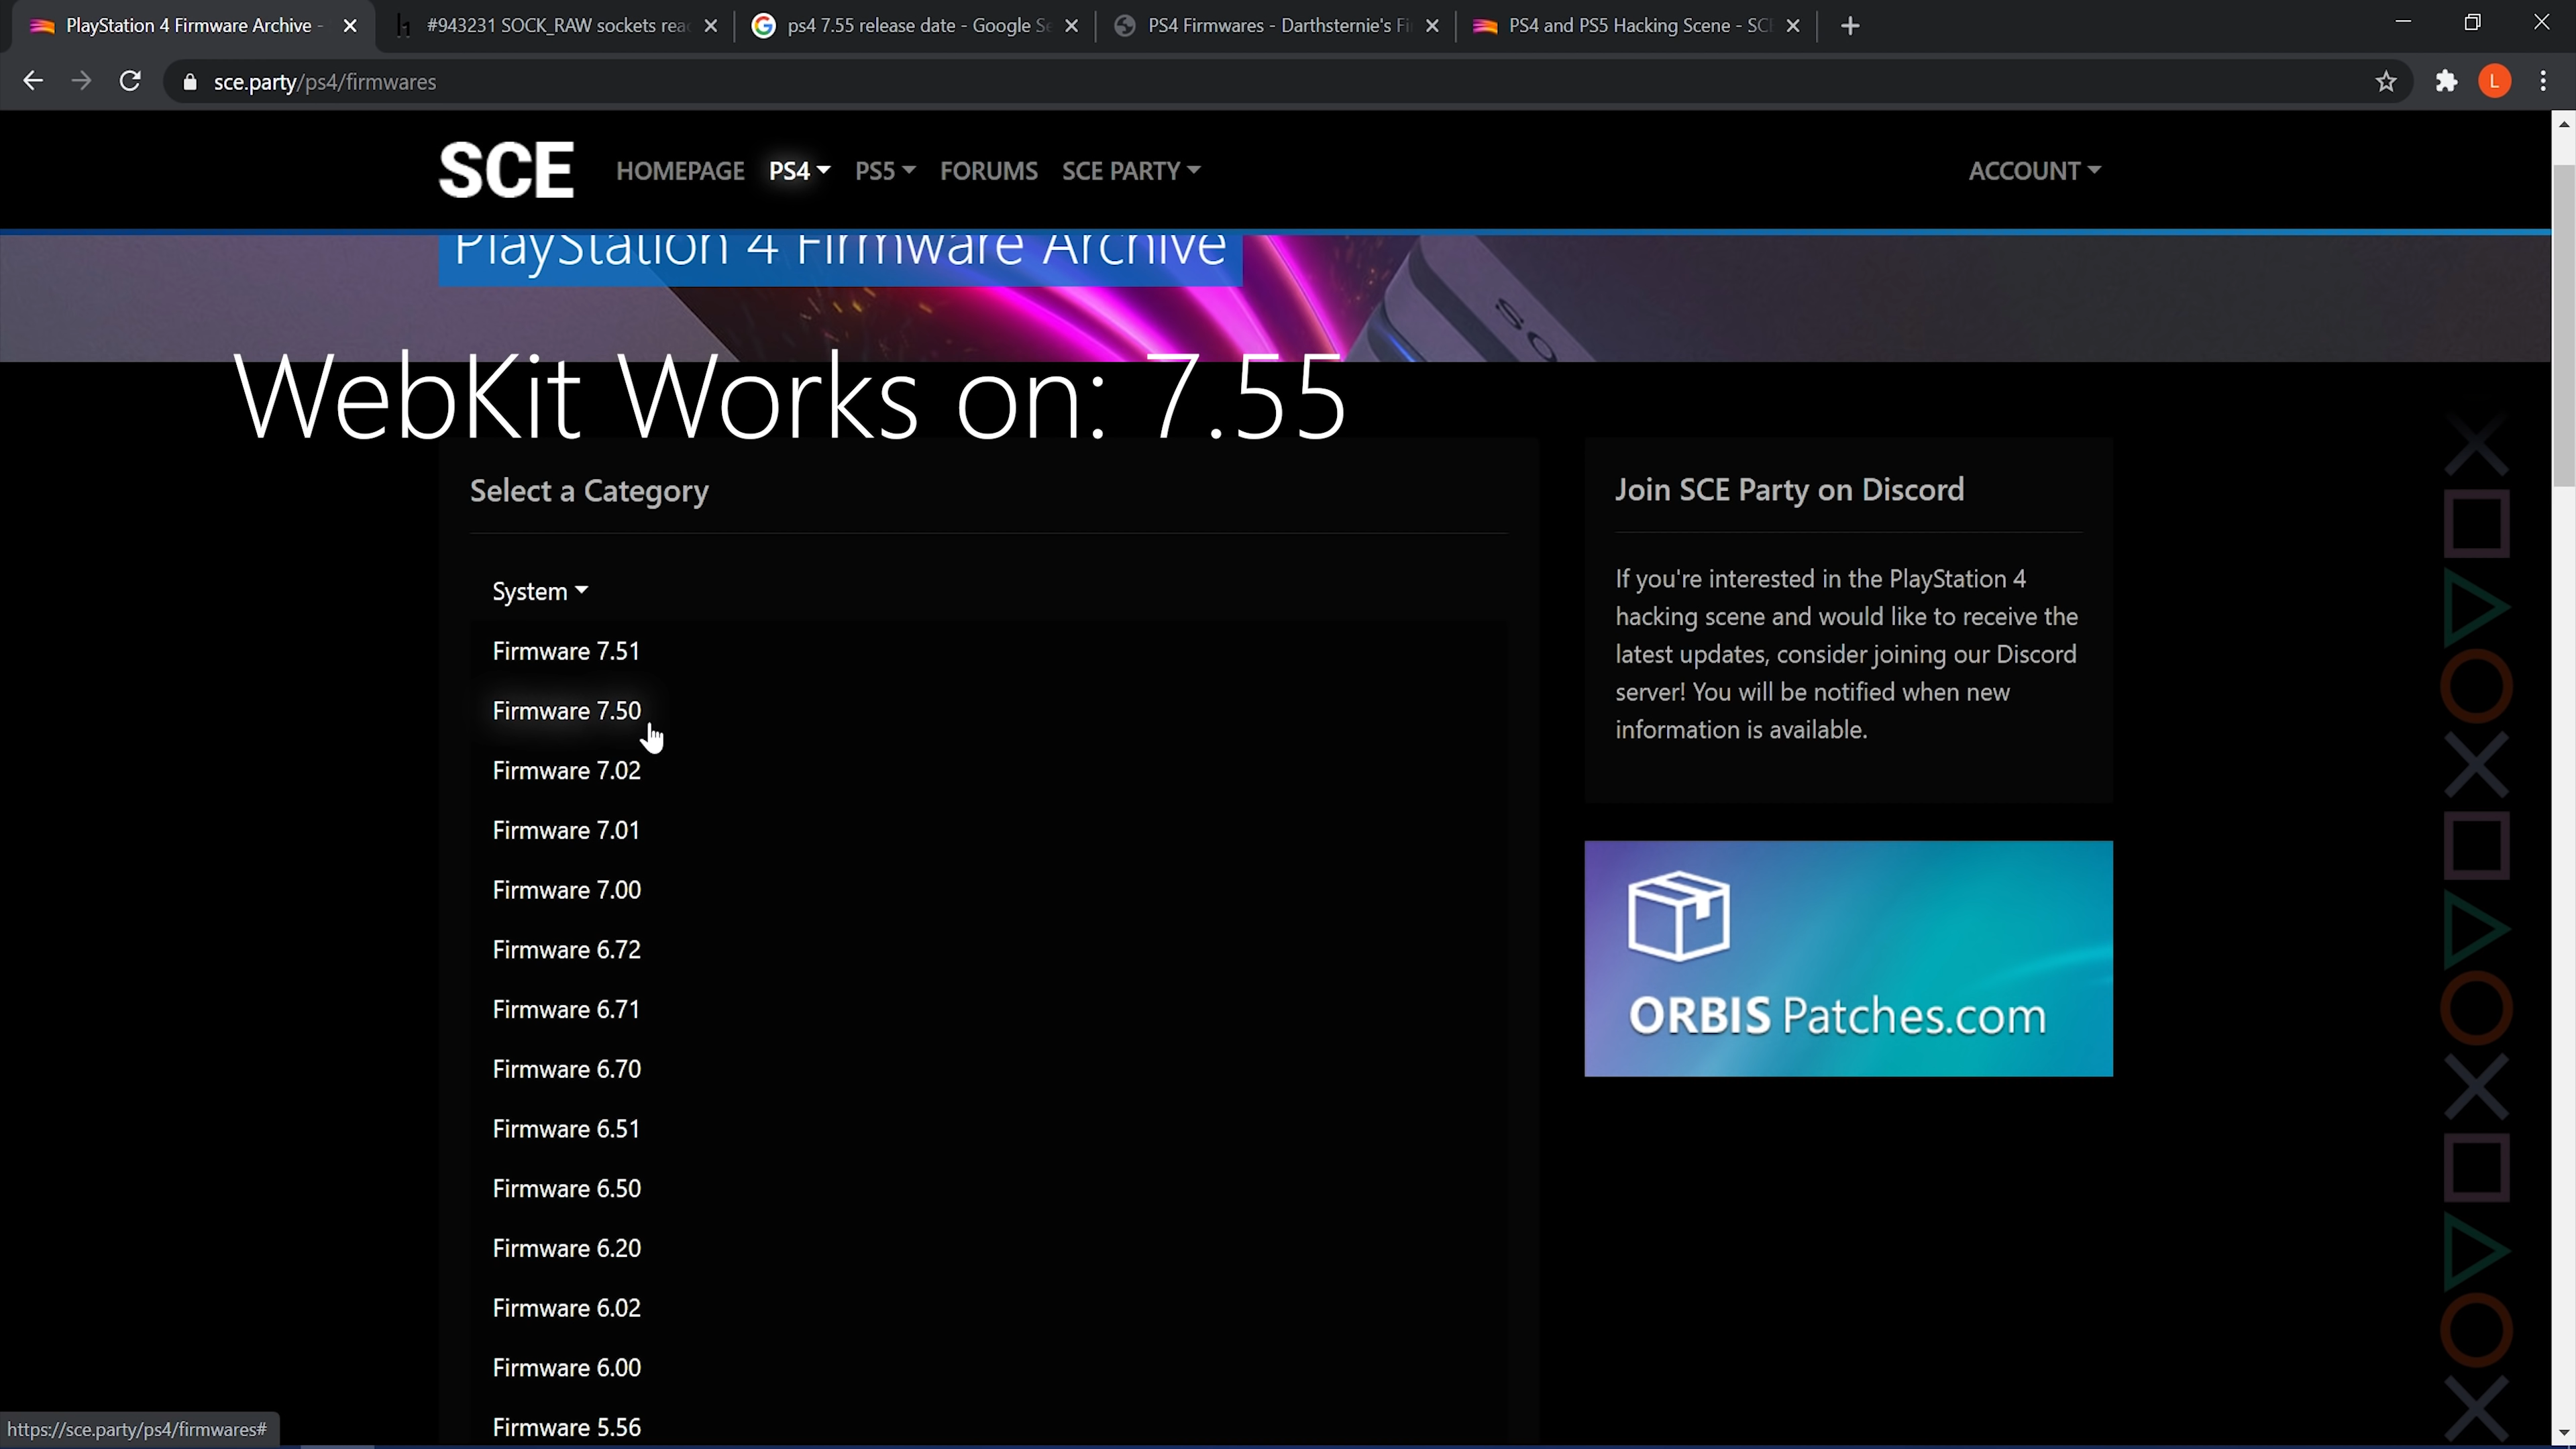 PlayStation 4 Firmware Archive -
#943231 SOCK_RAW sockets rea
ps4 7.55 release date - Google Se
PS4 Firmwares - Darthsternie's Fi
PS4 and PS5 Hacking Scene - SCE
sce.party/ps4/firmwares
L
SCE
HOMEPAGE
PS4
PS5
FORUMS
SCE PARTY
ACCOUNT
PlayStation 4 Firmware Archive
SO
WebKit Works on: 7.55
Select a Category
System
Firmware 7.51
Firmware 7.50
Firmware 7.02
Firmware 7.01
Firmware 7.00
Firmware 6.72
Firmware 6.71
Firmware 6.70
Firmware 6.51
Firmware 6.50
Firmware 6.20
Firmware 6.02
Firmware 6.00
Firmware 5.56
Join SCE Party on Discord
If you're interested in the PlayStation 4
hacking scene and would like to receive the
latest updates, consider joining our Discord
server! You will be notified when new
information is available.
ORBIS Patches.com
https://sce.party/ps4/firmwares#